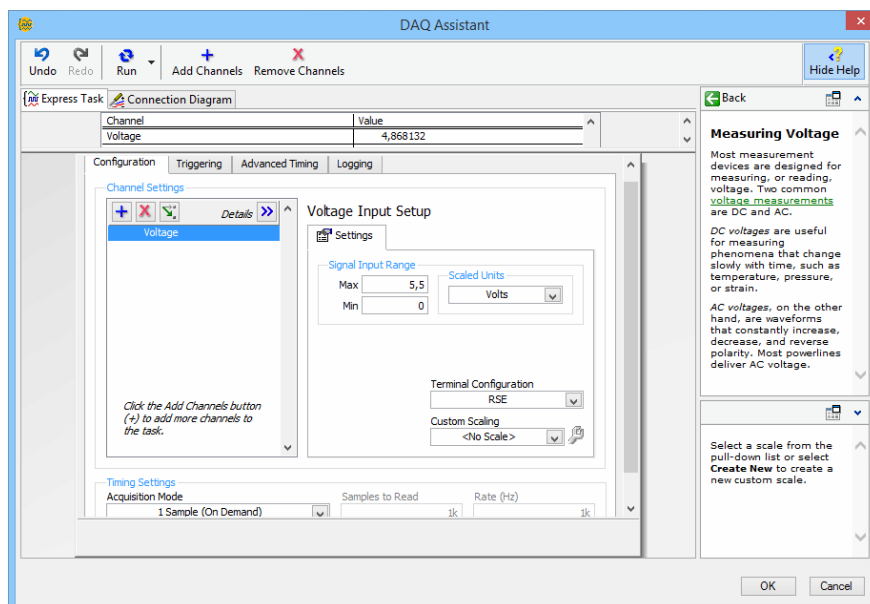 DAQ Assistant
Undo Redo Run Add Channels Remove Channels Hide Help
Express Task Connection Diagram
Channel Value
Voltage 4,868132
Configuration Triggering Advanced Timing Logging
Channel Settings
Details
Voltage
Click the Add Channels button
(+) to add more channels to
the task.
Voltage Input Setup
Settings
Signal Input Range
Max 5,5
Min 0
Scaled Units
Volts
Terminal Configuration
RSE
Custom Scaling
<No Scale>
Timing Settings
Acquisition Mode Samples to Read Rate (Hz)
1 Sample (On Demand) 1k 1k
Back
Measuring Voltage
Most measurement
devices are designed for
measuring, or reading,
voltage. Two common
voltage measurements
are DC and AC.
DC voltages are useful
for measuring
phenomena that change
slowly with time, such as
temperature, pressure,
or strain.
AC voltages, on the other
hand, are waveforms
that constantly increase,
decrease, and reverse
polarity. Most powerlines
deliver AC voltage.
Select a scale from the
pull-down list or select
Create New to create a
new custom scale.
OK Cancel